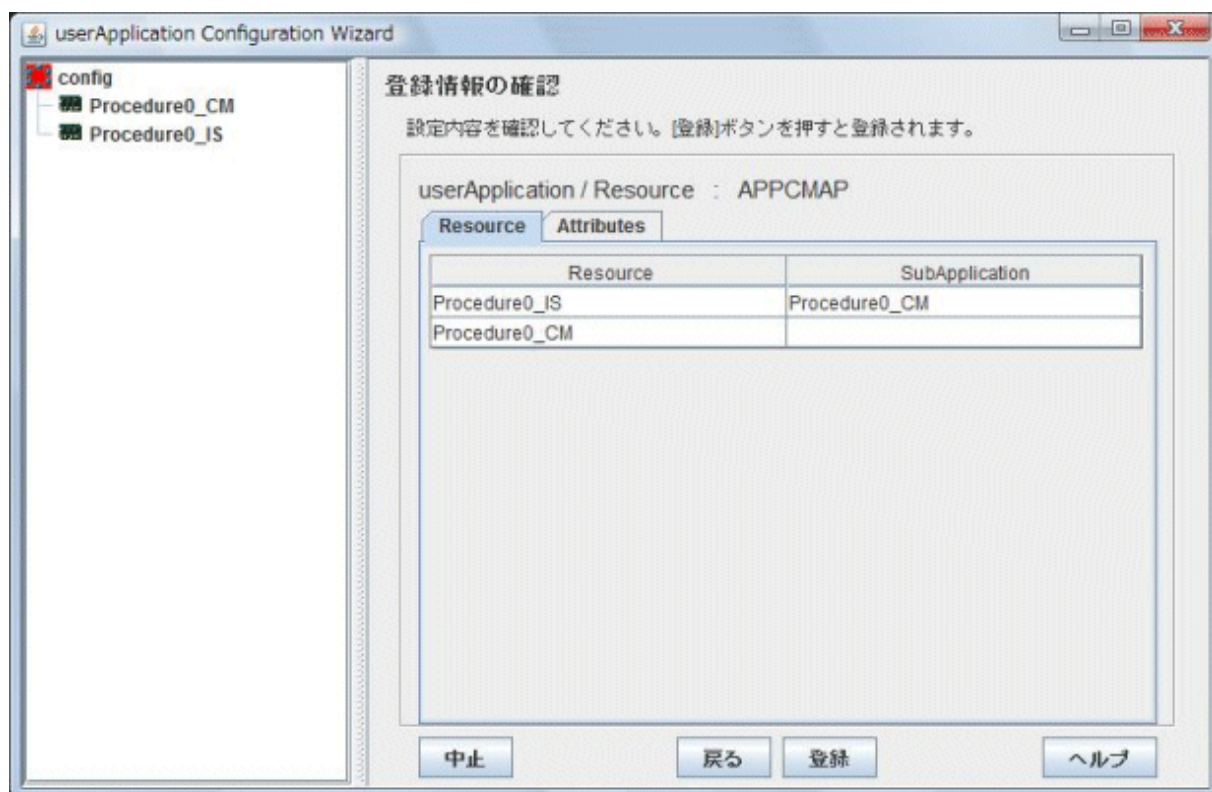 userApplication Configuration Wizard
config
Procedure0_CM
Procedure0_IS
登録情報の確認
設定内容を確認してください。[登録]ボタンを押すと登録されます。
userApplication / Resource : APPCMAP
Resource Attributes
Resource SubApplication
Procedure0_IS Procedure0_CM
Procedure0_CM
中止 戻る 登録 ヘルプ